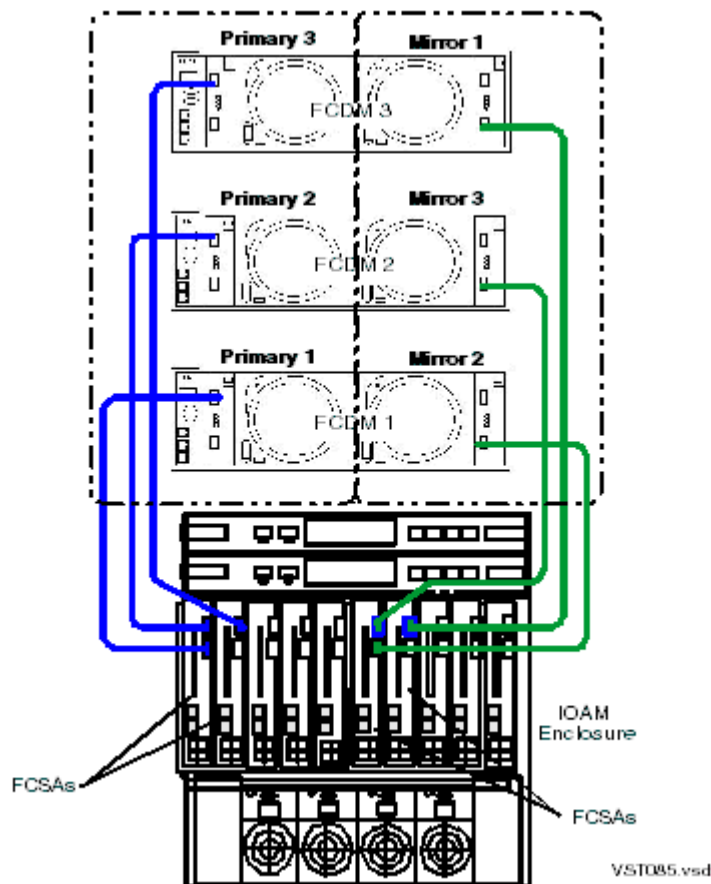 Primary 3 Mirror 1
FCDM 3
Primary 2 Mirror 3
FCDM 2
Primary 1 Mirror 2
FCDM 1
IOAM
Enclosure
FCSAs
FCSAs
VST085.vsd